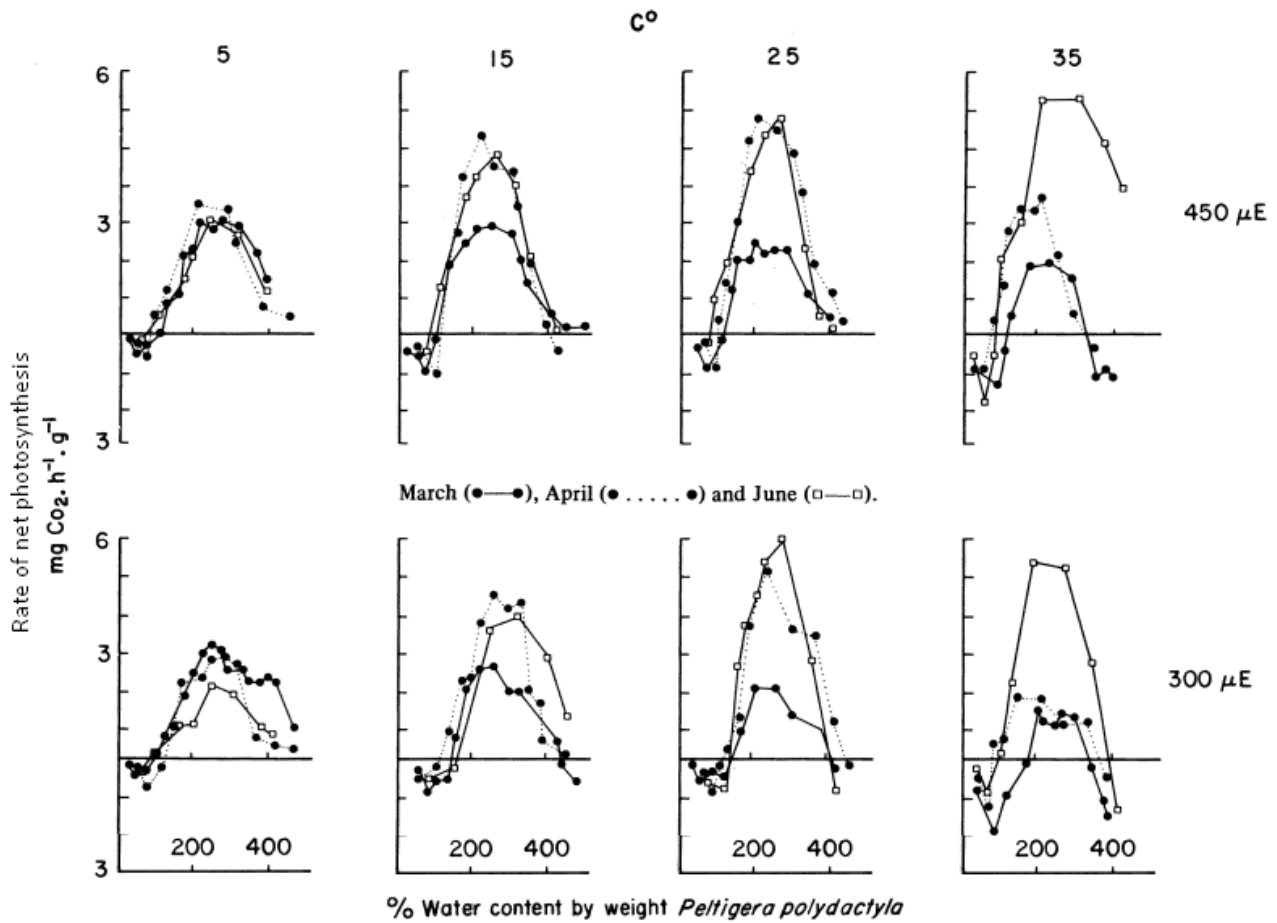 C°
5 15 25 35
6
3
3
450 μE
Rate of net photosynthesis
mg Co₂. h⁻¹. g⁻¹
March (●—●), April (● ..... ●) and June (□—□).
6
3
3
300 μE
200 400 200 400 200 400 200 400
% Water content by weight Peltigera polydactyla